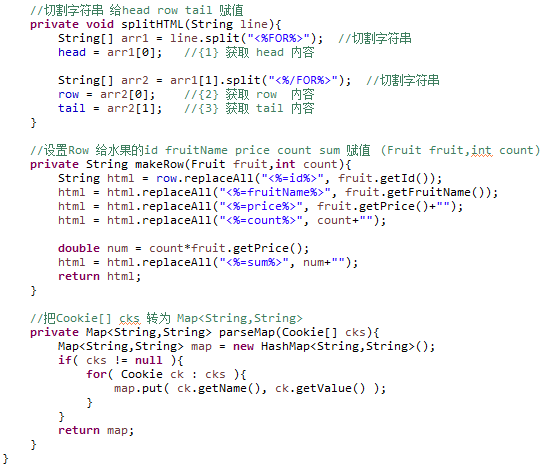 //切割字符串 给head row tail 赋值
    private void splitHTML(String line){
        String[] arr1 = line.split("<%FOR%>");  //切割字符串
        head = arr1[0];   //{1} 获取 head 内容

        String[] arr2 = arr1[1].split("<%/FOR%>");  //切割字符串
        row = arr2[0];    //{2} 获取 row  内容
        tail = arr2[1];   //{3} 获取 tail 内容
    }

    //设置Row 给水果的id fruitName price count sum 赋值 (Fruit fruit,int count)
    private String makeRow(Fruit fruit,int count){
        String html = row.replaceAll("<%=id%>", fruit.getId());
        html = html.replaceAll("<%=fruitName%>", fruit.getFruitName());
        html = html.replaceAll("<%=price%>", fruit.getPrice()+"");
        html = html.replaceAll("<%=count%>", count+"");

        double num = count*fruit.getPrice();
        html = html.replaceAll("<%=sum%>", num+"");
        return html;
    }

    //把Cookie[] cks 转为 Map<String,String>
    private Map<String,String> parseMap(Cookie[] cks){
        Map<String,String> map = new HashMap<String,String>();
        if( cks != null ){
            for( Cookie ck : cks ){
                map.put( ck.getName(), ck.getValue() );
            }
        }
        return map;
    }
}